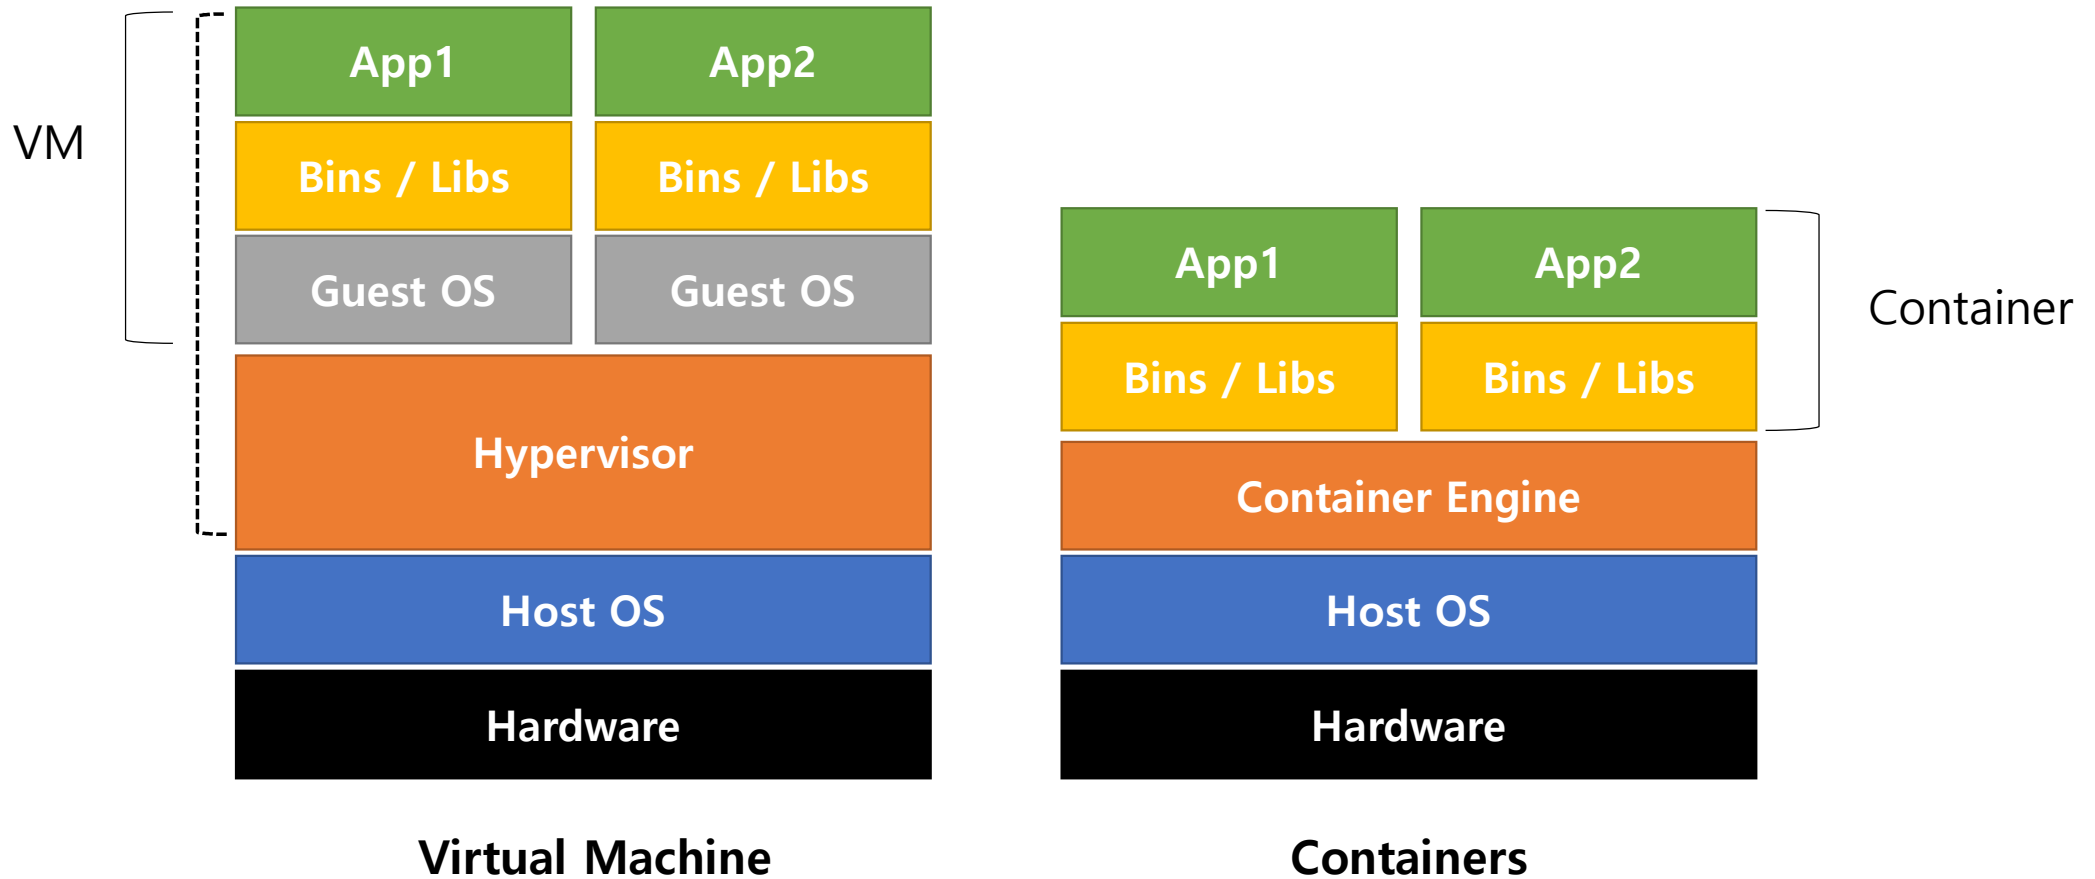 VM
App1
App2
Bins / Libs
Bins / Libs
Guest OS
Guest OS
Hypervisor
Host OS
Hardware
Virtual Machine
App1
App2
Bins / Libs
Bins / Libs
Container
Container Engine
Host OS
Hardware
Containers